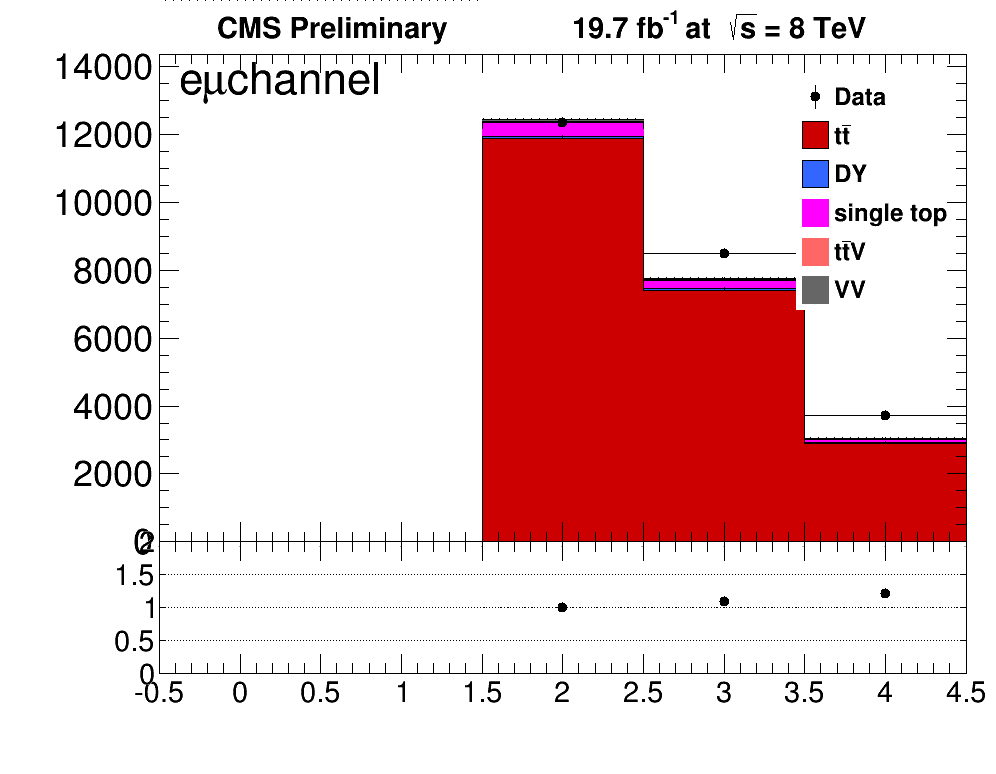 CMS Preliminary 19.7 fb⁻¹ at √s = 8 TeV
14000
eμchannel
Data
12000
tt̄
DY
10000
single top
8000
tt̄V
VV
6000
4000
2000
0
2
1.5
1
0.5
0
-0.5 0 0.5 1 1.5 2 2.5 3 3.5 4 4.5